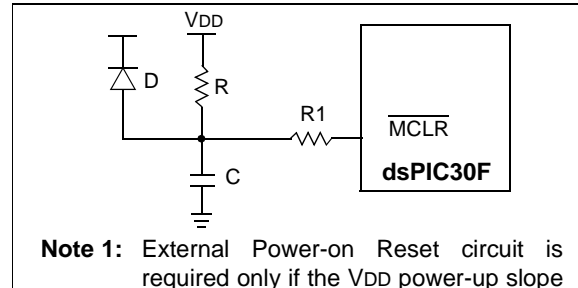 VDD
D
R
R1
C
MCLR
dsPIC30F
Note 1: External Power-on Reset circuit is
required only if the VDD power-up slope